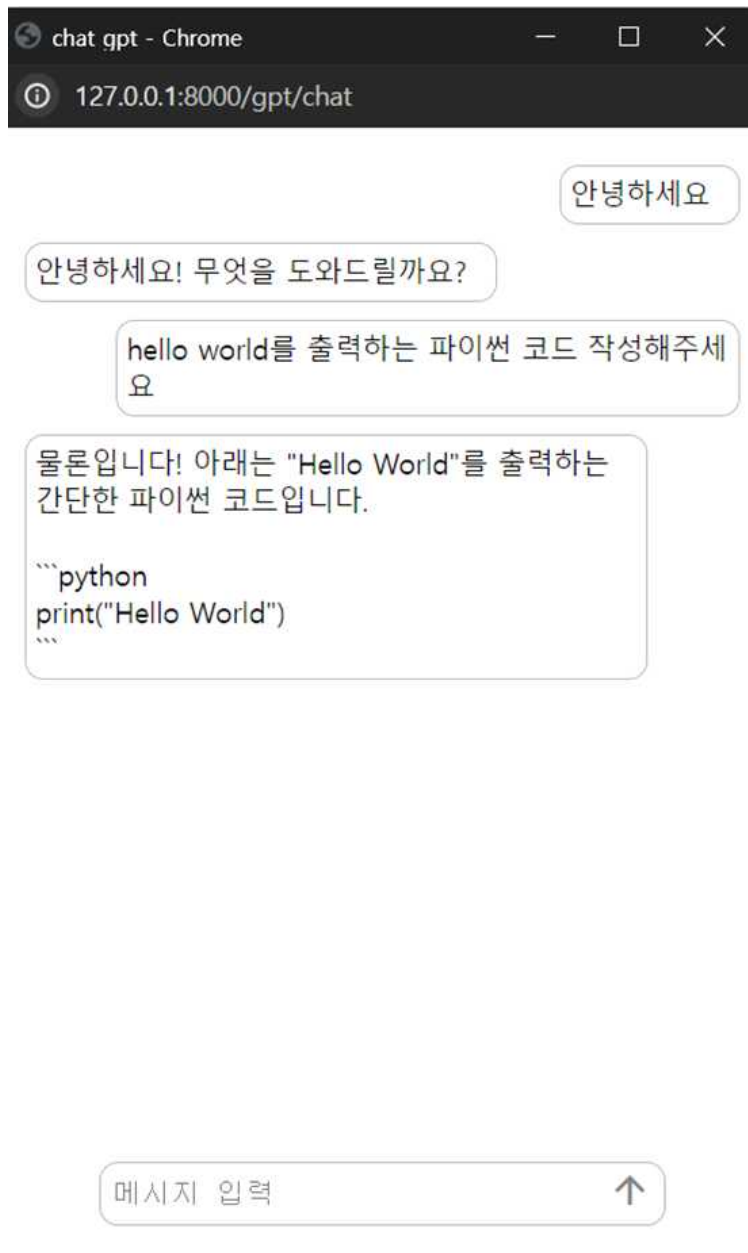 chat gpt - Chrome
127.0.0.1:8000/gpt/chat
안녕하세요
안녕하세요! 무엇을 도와드릴까요?
hello world를 출력하는 파이썬 코드 작성해주세
요
물론입니다! 아래는 "Hello World"를 출력하는
간단한 파이썬 코드입니다.
```python
print("Hello World")
```
메시지 입력